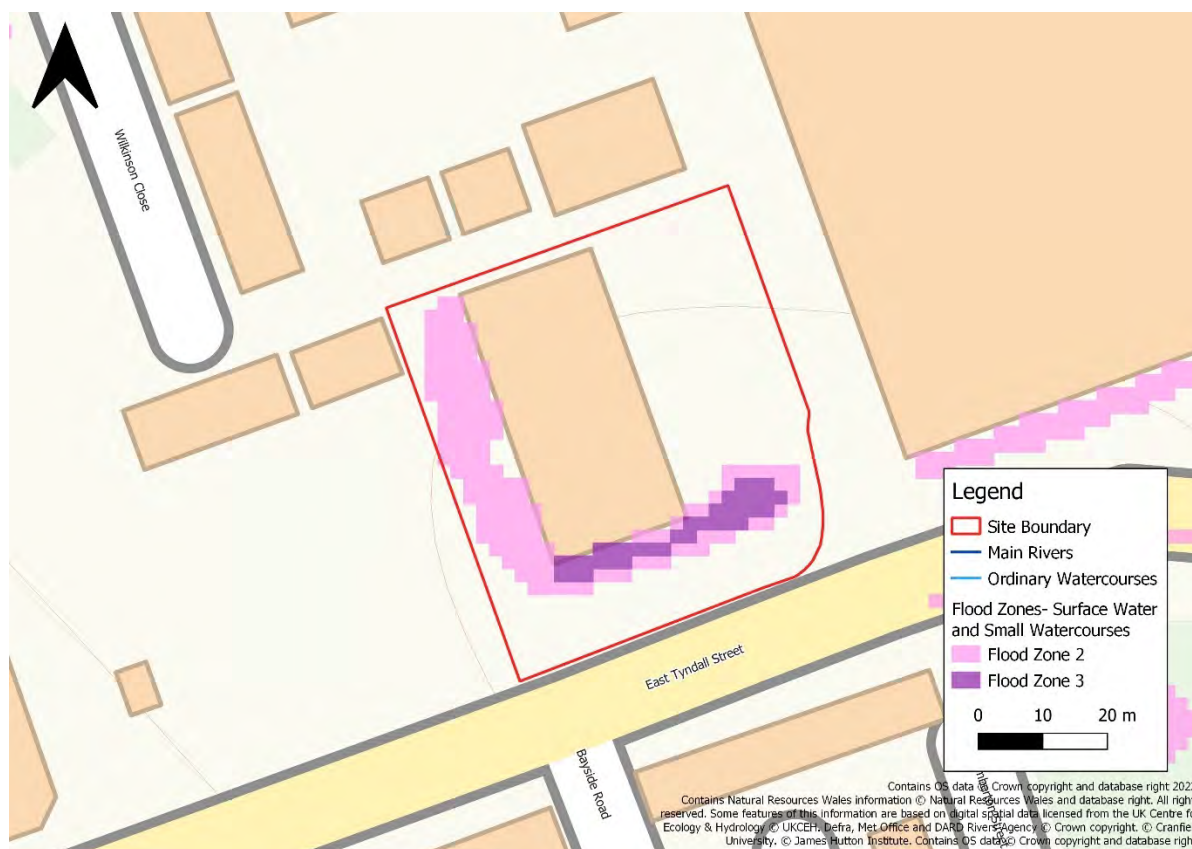 Wilkinson Close
East Tyndall Street
Bayside Road
Legend
Site Boundary
Main Rivers
Ordinary Watercourses
Flood Zones- Surface Water
and Small Watercourses
Flood Zone 2
Flood Zone 3
0 10 20 m
Contains OS data © Crown copyright and database right 202
Contains Natural Resources Wales information © Natural Resources Wales and database right. All righ
reserved. Some features of this information are based on digital spatial data licensed from the UK Centre fo
Ecology & Hydrology © UKCEH. Defra, Met Office and DARD Rivers Agency © Crown copyright. © Cranfie
University. © James Hutton Institute. Contains OS data © Crown copyright and database righ